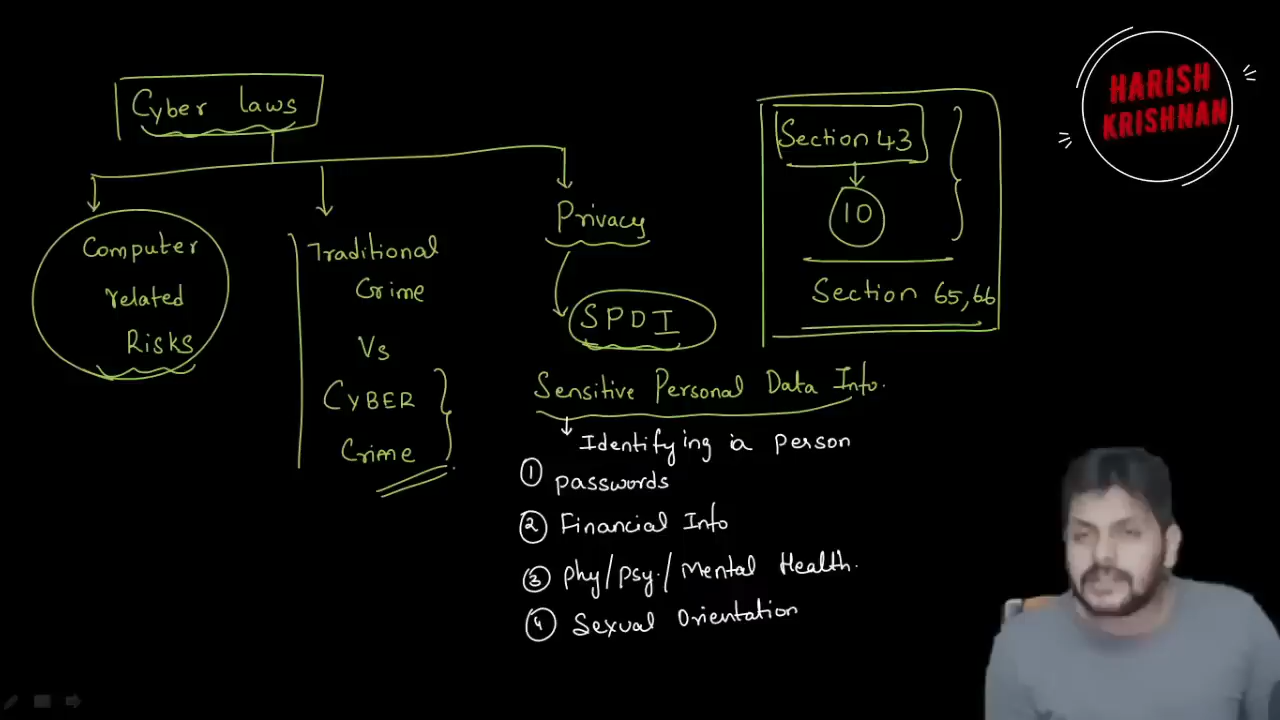 Cyber laws
Computer
related
Risks
Traditional
Crime
Vs
CYBER
Crime
Privacy
SPDI
Sensitive Personal Data Info.
Identifying a person
① passwords
② Financial Info
③ Phy/psy./Mental Health.
④ Sexual Orientation
Section 43
10
Section 65,66
HARISH
KRISHNAN